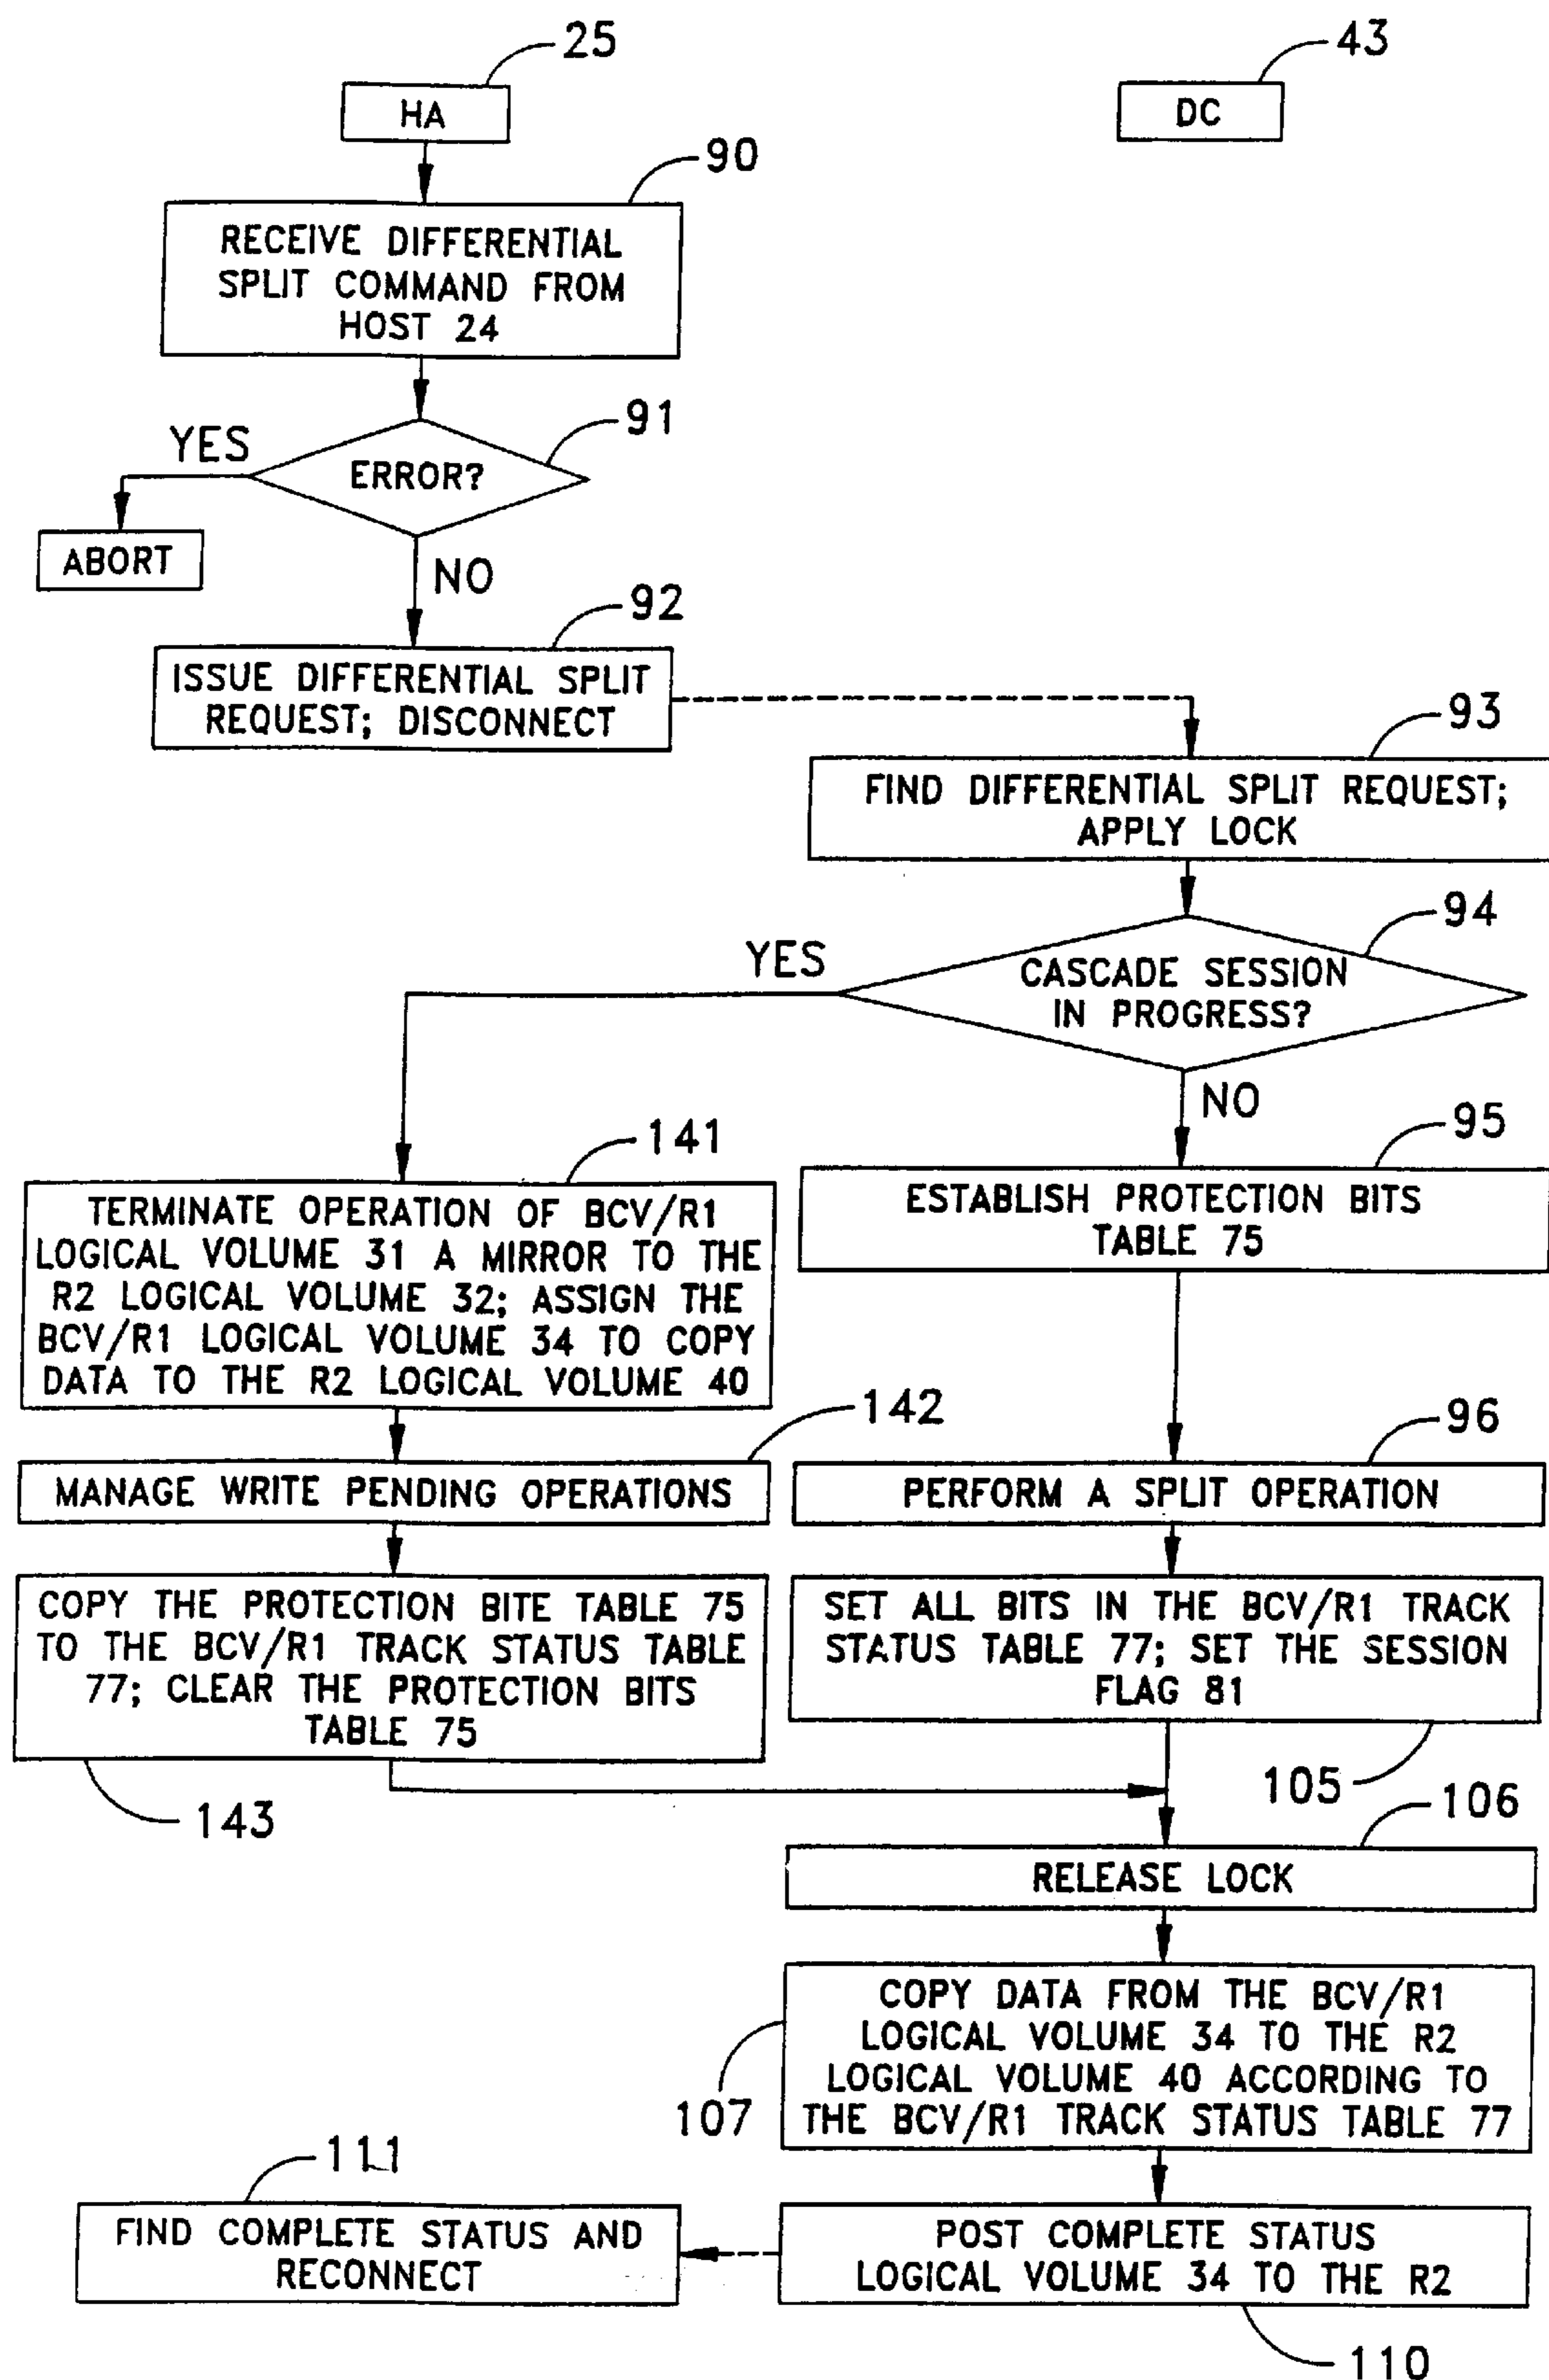 25
43
HA
DC
90
RECEIVE DIFFERENTIAL
SPLIT COMMAND FROM
HOST 24
91
YES
ERROR?
ABORT
NO
92
ISSUE DIFFERENTIAL SPLIT
REQUEST; DISCONNECT
93
FIND DIFFERENTIAL SPLIT REQUEST;
APPLY LOCK
94
YES
CASCADE SESSION
IN PROGRESS?
NO
141
95
TERMINATE OPERATION OF BCV/R1
LOGICAL VOLUME 31 A MIRROR TO THE
R2 LOGICAL VOLUME 32; ASSIGN THE
BCV/R1 LOGICAL VOLUME 34 TO COPY
DATA TO THE R2 LOGICAL VOLUME 40
ESTABLISH PROTECTION BITS
TABLE 75
142
96
MANAGE WRITE PENDING OPERATIONS
PERFORM A SPLIT OPERATION
COPY THE PROTECTION BITE TABLE 75
TO THE BCV/R1 TRACK STATUS TABLE
77; CLEAR THE PROTECTION BITS
TABLE 75
SET ALL BITS IN THE BCV/R1 TRACK
STATUS TABLE 77; SET THE SESSION
FLAG 81
143
105
106
RELEASE LOCK
COPY DATA FROM THE BCV/R1
LOGICAL VOLUME 34 TO THE R2
LOGICAL VOLUME 40 ACCORDING TO
THE BCV/R1 TRACK STATUS TABLE 77
107
111
FIND COMPLETE STATUS AND
RECONNECT
POST COMPLETE STATUS
LOGICAL VOLUME 34 TO THE R2
110